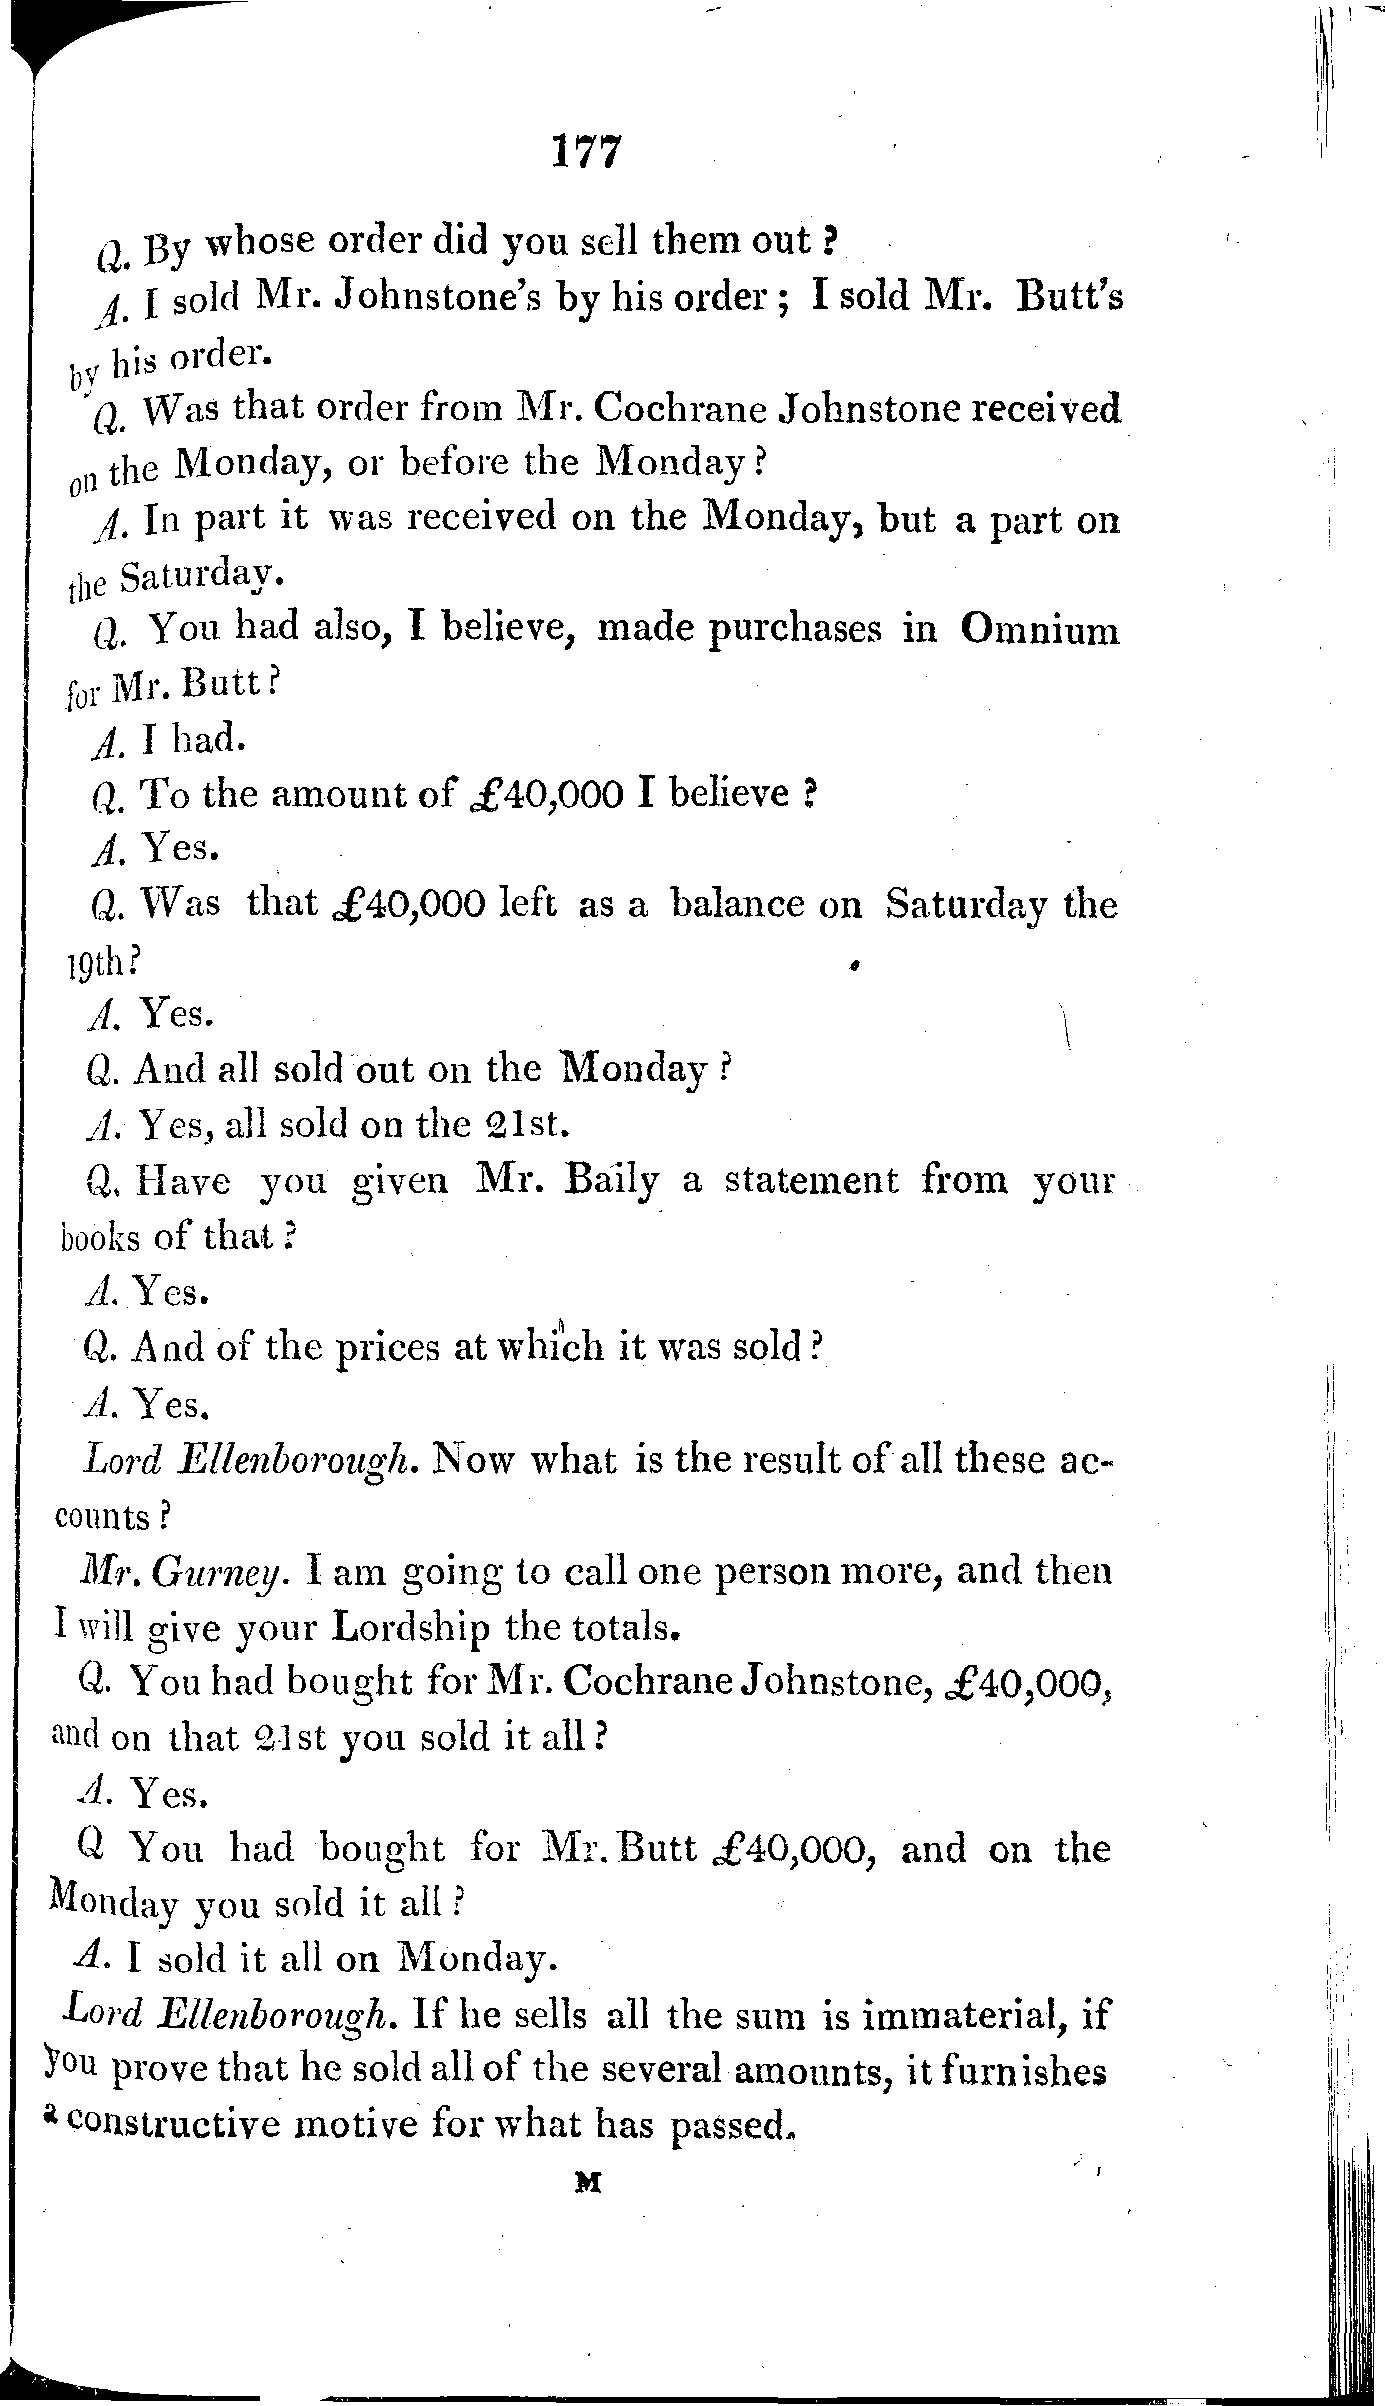 177
Q. By whose order did you sell them out ?
A. I sold Mr. Johnstone's by his order ; I sold Mr. Butt's
by his order.
Q. Was that order from Mr. Cochrane Johnstone received
on the Monday, or before the Monday ?
A. In part it was received on the Monday, but a part on
the Saturday.
Q. You had also, I believe, made purchases in Omnium
for Mr. Butt ?
A. I had.
Q. To the amount of £40,000 I believe ?
A. Yes.
Q. Was that £40,000 left as a balance on Saturday the
19th ?
A. Yes.
Q. And all sold out on the Monday ?
A. Yes, all sold on the 21st.
Q. Have you given Mr. Baily a statement from your
books of that ?
A. Yes.
Q. And of the prices at which it was sold ?
A. Yes.
Lord Ellenborough. Now what is the result of all these ac-
counts ?
Mr. Gurney. I am going to call one person more, and then
I will give your Lordship the totals.
Q. You had bought for Mr. Cochrane Johnstone, £40,000,
and on that 21st you sold it all ?
A. Yes.
Q You had bought for Mr. Butt £40,000, and on the
Monday you sold it all ?
A. I sold it all on Monday.
Lord Ellenborough. If he sells all the sum is immaterial, if
you prove that he sold all of the several amounts, it furnishes
a constructive motive for what has passed.
M